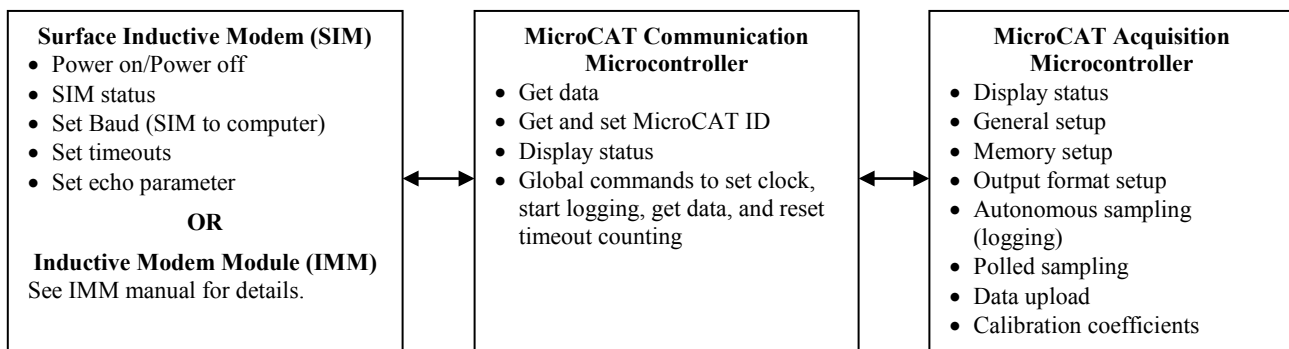 Surface Inductive Modem (SIM)
• Power on/Power off
• SIM status
• Set Baud (SIM to computer)
• Set timeouts
• Set echo parameter
OR
Inductive Modem Module (IMM)
See IMM manual for details.
MicroCAT Communication
Microcontroller
• Get data
• Get and set MicroCAT ID
• Display status
• Global commands to set clock,
start logging, get data, and reset
timeout counting
MicroCAT Acquisition
Microcontroller
• Display status
• General setup
• Memory setup
• Output format setup
• Autonomous sampling
(logging)
• Polled sampling
• Data upload
• Calibration coefficients